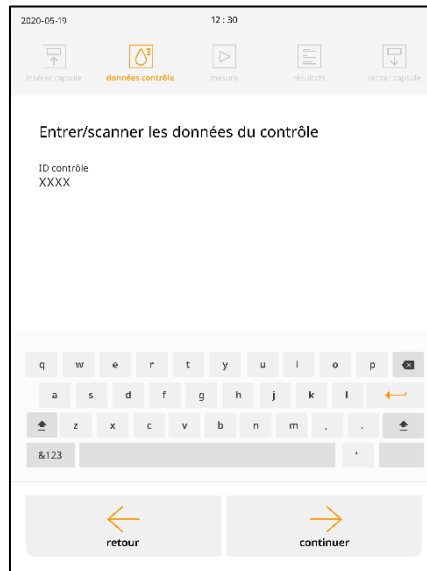 2020-05-19 12 : 30
insérer capsule données contrôle mesure résultats retirer capsule
Entrer/scanner les données du contrôle
ID contrôle
XXXX
q w e r t y u i o p
a s d f g h j k l
z x c v b n m , .
&123 '
retour continuer